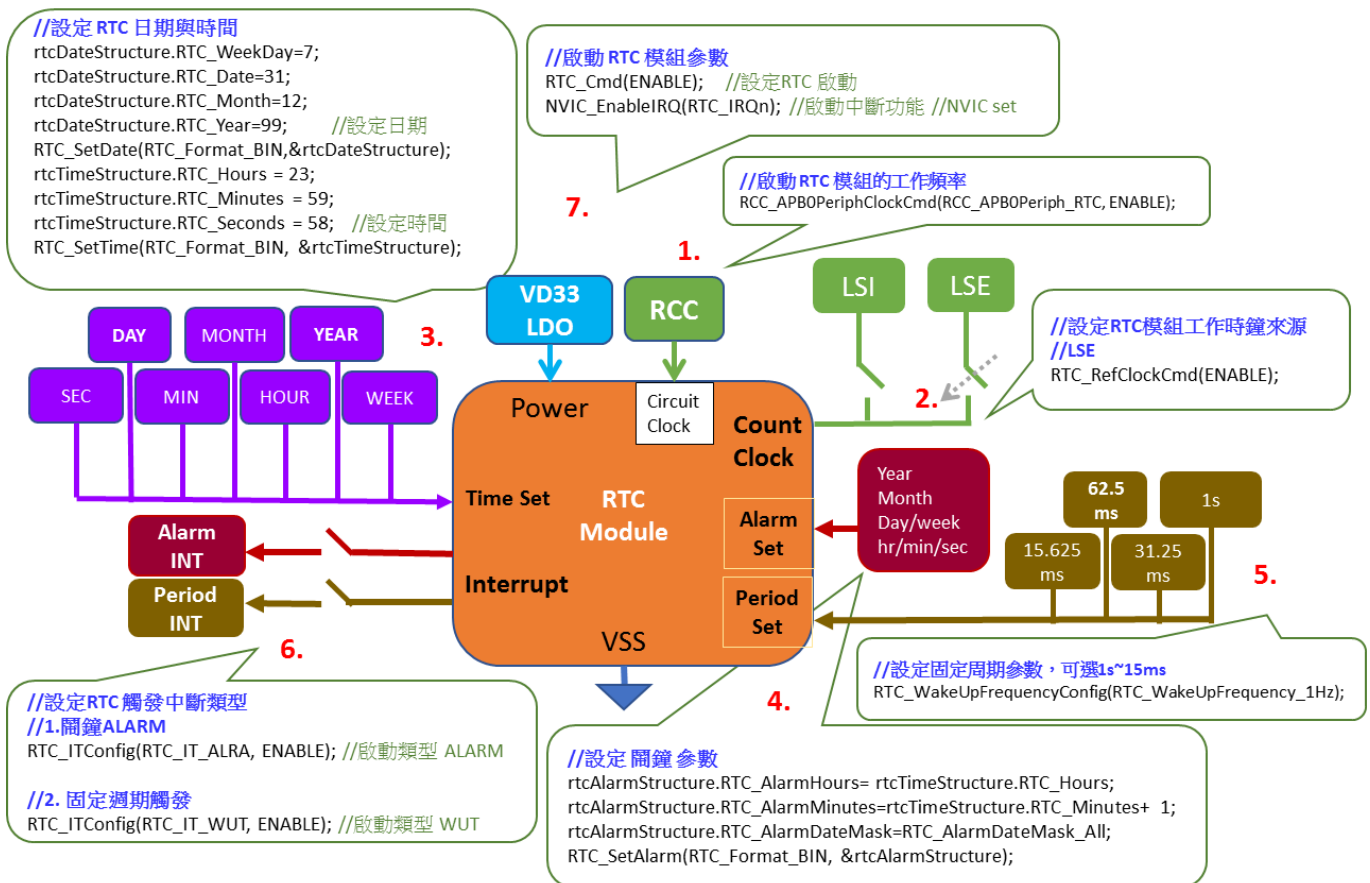 //設定 RTC 日期與時間
rtcDateStructure.RTC_WeekDay=7;
rtcDateStructure.RTC_Date=31;
rtcDateStructure.RTC_Month=12;
rtcDateStructure.RTC_Year=99; //設定日期
RTC_SetDate(RTC_Format_BIN,&rtcDateStructure);
rtcTimeStructure.RTC_Hours = 23;
rtcTimeStructure.RTC_Minutes = 59;
rtcTimeStructure.RTC_Seconds = 58; //設定時間
RTC_SetTime(RTC_Format_BIN, &rtcTimeStructure);
//啟動 RTC 模組參數
RTC_Cmd(ENABLE); //設定RTC 啟動
NVIC_EnableIRQ(RTC_IRQn); //啟動中斷功能 //NVIC set
7.
//啟動 RTC 模組的工作頻率
RCC_APB0PeriphClockCmd(RCC_APB0Periph_RTC, ENABLE);
1.
VD33
LDO
RCC
LSI
LSE
//設定RTC模組工作時鐘來源
//LSE
RTC_RefClockCmd(ENABLE);
2.
3.
DAY
MONTH
YEAR
SEC
MIN
HOUR
WEEK
Power
Circuit
Clock
Count
Clock
Time Set
RTC
Module
Alarm
Set
Year
Month
Day/week
hr/min/sec
62.5
ms
1s
15.625
ms
31.25
ms
5.
Alarm
INT
Period
INT
Interrupt
Period
Set
VSS
6.
4.
//設定固定周期參數，可選1s~15ms
RTC_WakeUpFrequencyConfig(RTC_WakeUpFrequency_1Hz);
//設定RTC 觸發中斷類型
//1.鬧鐘ALARM
RTC_ITConfig(RTC_IT_ALRA, ENABLE); //啟動類型 ALARM
//2. 固定週期觸發
RTC_ITConfig(RTC_IT_WUT, ENABLE); //啟動類型 WUT
//設定 鬧鐘 參數
rtcAlarmStructure.RTC_AlarmHours= rtcTimeStructure.RTC_Hours;
rtcAlarmStructure.RTC_AlarmMinutes=rtcTimeStructure.RTC_Minutes+ 1;
rtcAlarmStructure.RTC_AlarmDateMask=RTC_AlarmDateMask_All;
RTC_SetAlarm(RTC_Format_BIN, &rtcAlarmStructure);